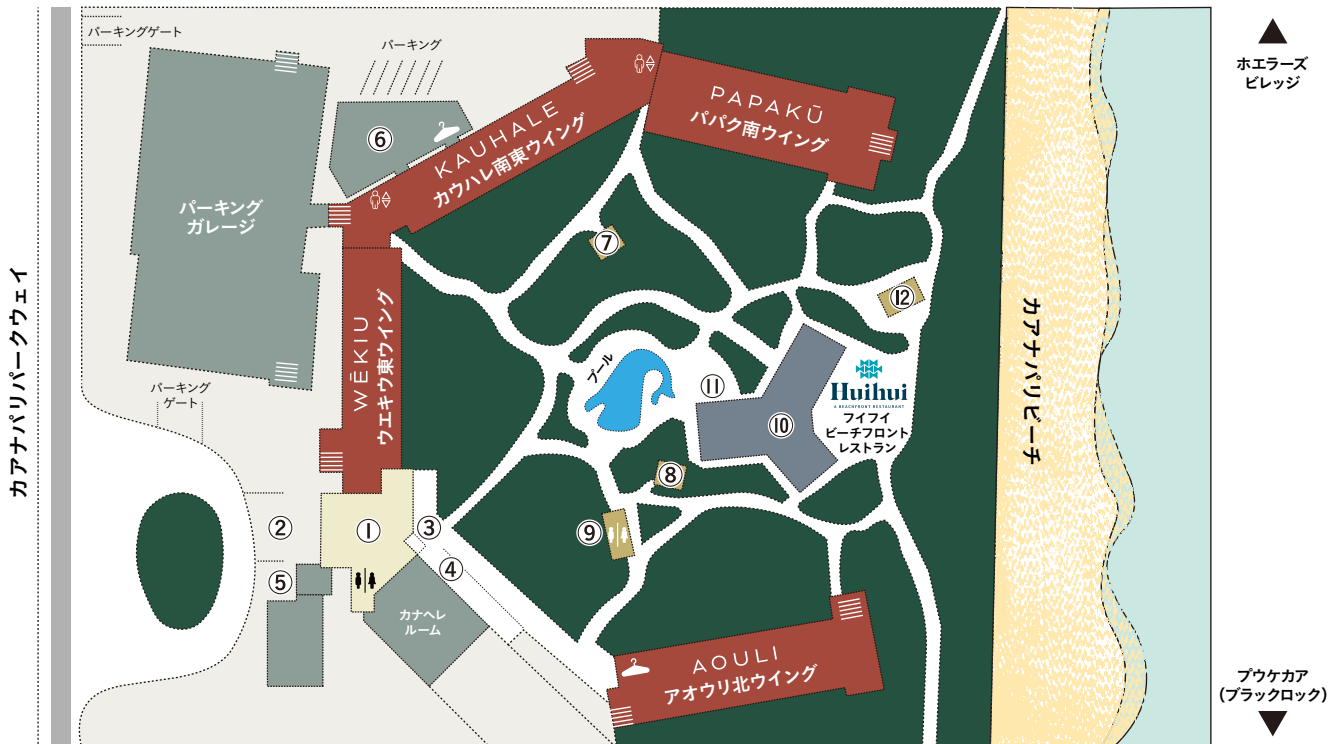 パーキングゲート
パーキング
ホエラーズ
ビレッジ
⑥
KAUHALE
カウハレ南東ウイング
PAPAKŪ
パパク南ウイング
パーキング
ガレージ
⑦
⑫
カアナパリパークウェイ
WĒKIU
ウエキウ東ウイング
パーキング
ゲート
プール
⑪
⑩
Huihui
A BEACHFRONT RESTAURANT
フイフイ
ビーチフロント
レストラン
カアナパリビーチ
⑧
⑨
②
①
③
④
⑤
カナヘレ
ルーム
AOULI
アオウリ北ウイング
プウケカア
(ブラックロック)